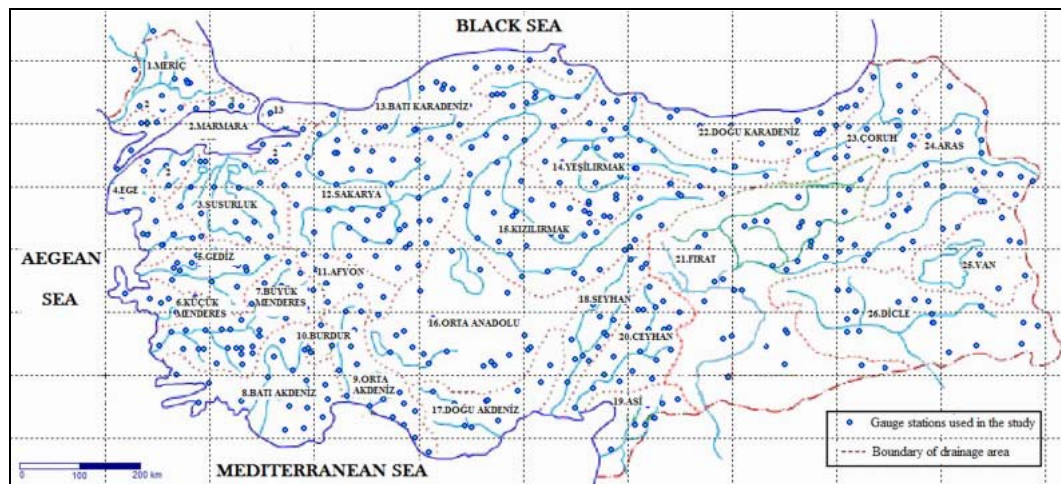 BLACK SEA
1.MERİÇ
2
2
13
13.BATI KARADENİZ
2.MARMARA
2
22.DOĞU KARADENİZ
23.ÇORUH
24.ARAS
14.YEŞİLIRMAK
2
4.EGE
12.SAKARYA
3.SUSURLUK
15.KIZILIRMAK
AEGEAN
SEA
5.GEDİZ
11.AFYON
21.FIRAT
25.VAN
7.BÜYÜK
MENDERES
6.KÜÇÜK
MENDERES
18.SEYHAN
26.DİCLE
16.ORTA ANADOLU
10.BURDUR
20.CEYHAN
9.ORTA
AKDENİZ
8.BATI AKDENİZ
19.ASİ
17.DOĞU AKDENİZ
Gauge stations used in the study
Boundary of drainage area
MEDITERRANEAN SEA
0 100 200 km